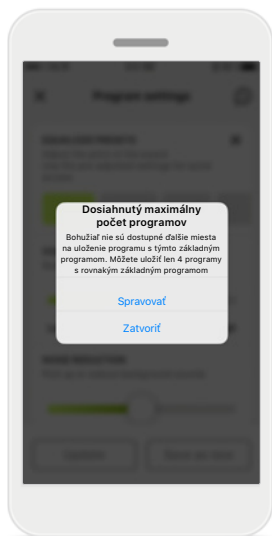 Program settings
Dosiahnutý maximálny
počet programov
Bohužiaľ nie sú dostupné ďalšie miesta
na uloženie programu s týmto základným
programom. Môžete uložiť len 4 programy
s rovnakým základným programom
Spravovať
Zatvoriť